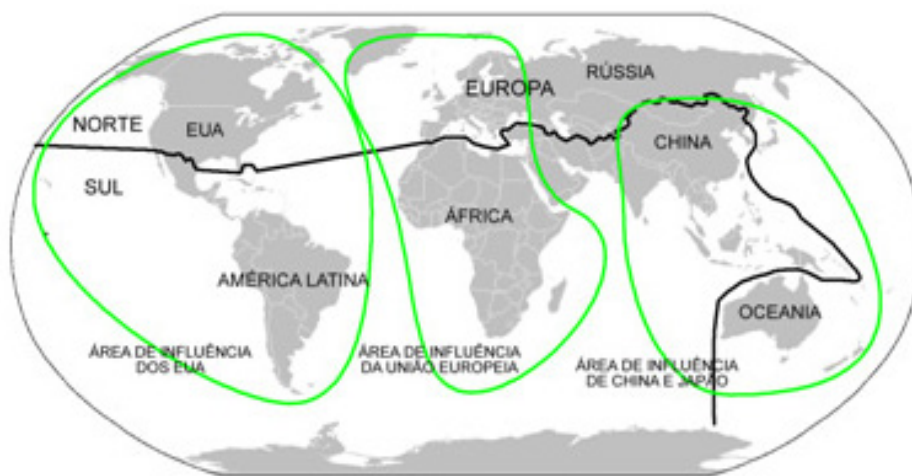 RÚSSIA
EUROPA
NORTE
EUA
CHINA
SUL
ÁFRICA
AMÉRICA LATINA
OCEANIA
ÁREA DE INFLUÊNCIA
DOS EUA
ÁREA DE INFLUÊNCIA
DA UNIÃO EUROPEIA
ÁREA DE INFLUÊNCIA
DE CHINA E JAPÃO